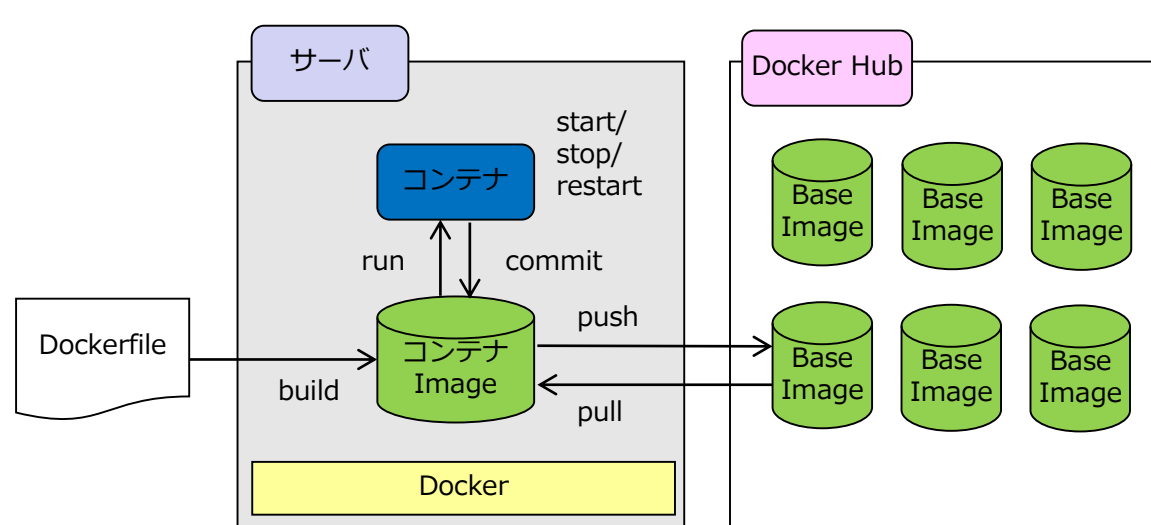 サーバ
Docker Hub
start/
stop/
restart
コンテナ
run
commit
Base
Image
Base
Image
Base
Image
Dockerfile
build
コンテナ
Image
push
pull
Base
Image
Base
Image
Base
Image
Docker